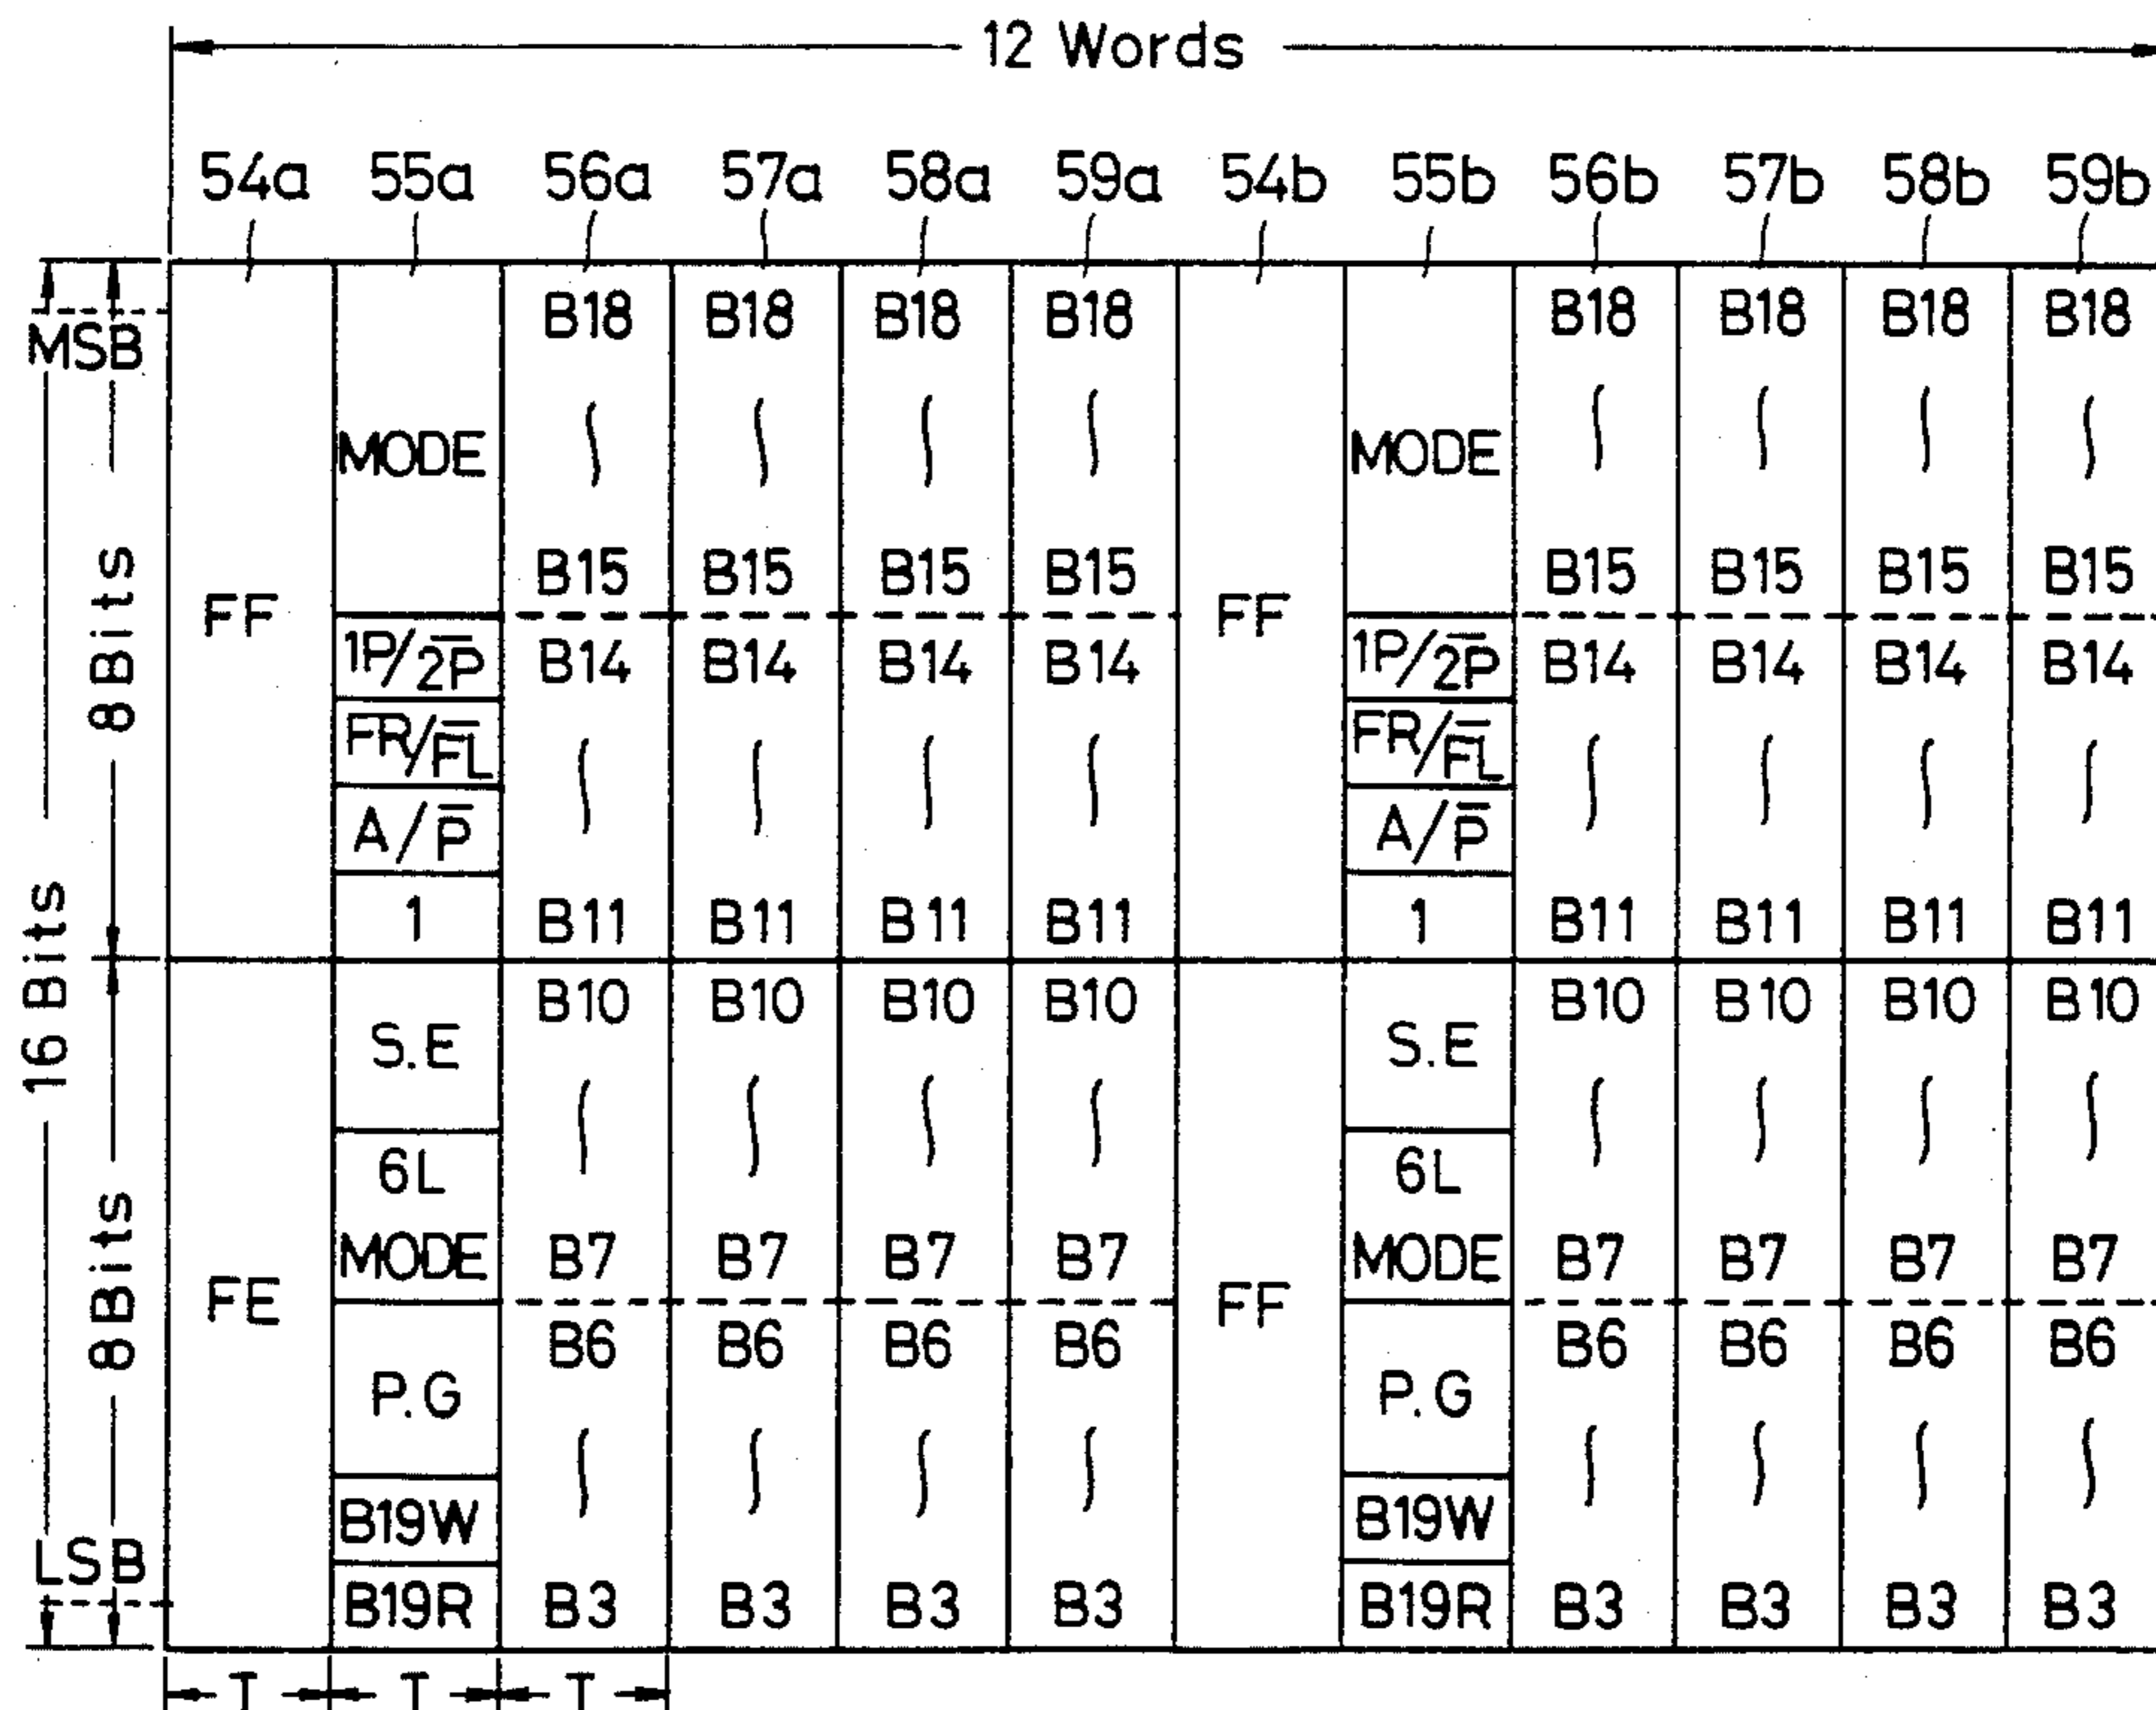 12 Words
54a 55a 56a 57a 58a 59a 54b 55b 56b 57b 58b 59b
B18 B18 B18 B18 B18 B18 B18 B18
MSB
MODE MODE
B15 B15 B15 B15 B15 B15 B15 B15
8 Bits
FF FF
1P/2̅P̅ B14 B14 B14 B14 1P/2̅P̅ B14 B14 B14 B14
FR/F̅L̅ FR/F̅L̅
A/P̅ A/P̅
1 B11 B11 B11 B11 1 B11 B11 B11 B11
16 Bits
B10 B10 B10 B10 B10 B10 B10 B10
S.E S.E
6L 6L
MODE B7 B7 B7 B7 MODE B7 B7 B7 B7
8 Bits
FE FF
B6 B6 B6 B6 B6 B6 B6 B6
P.G P.G
B19W B19W
LSB
B19R B3 B3 B3 B3 B19R B3 B3 B3 B3
T T T